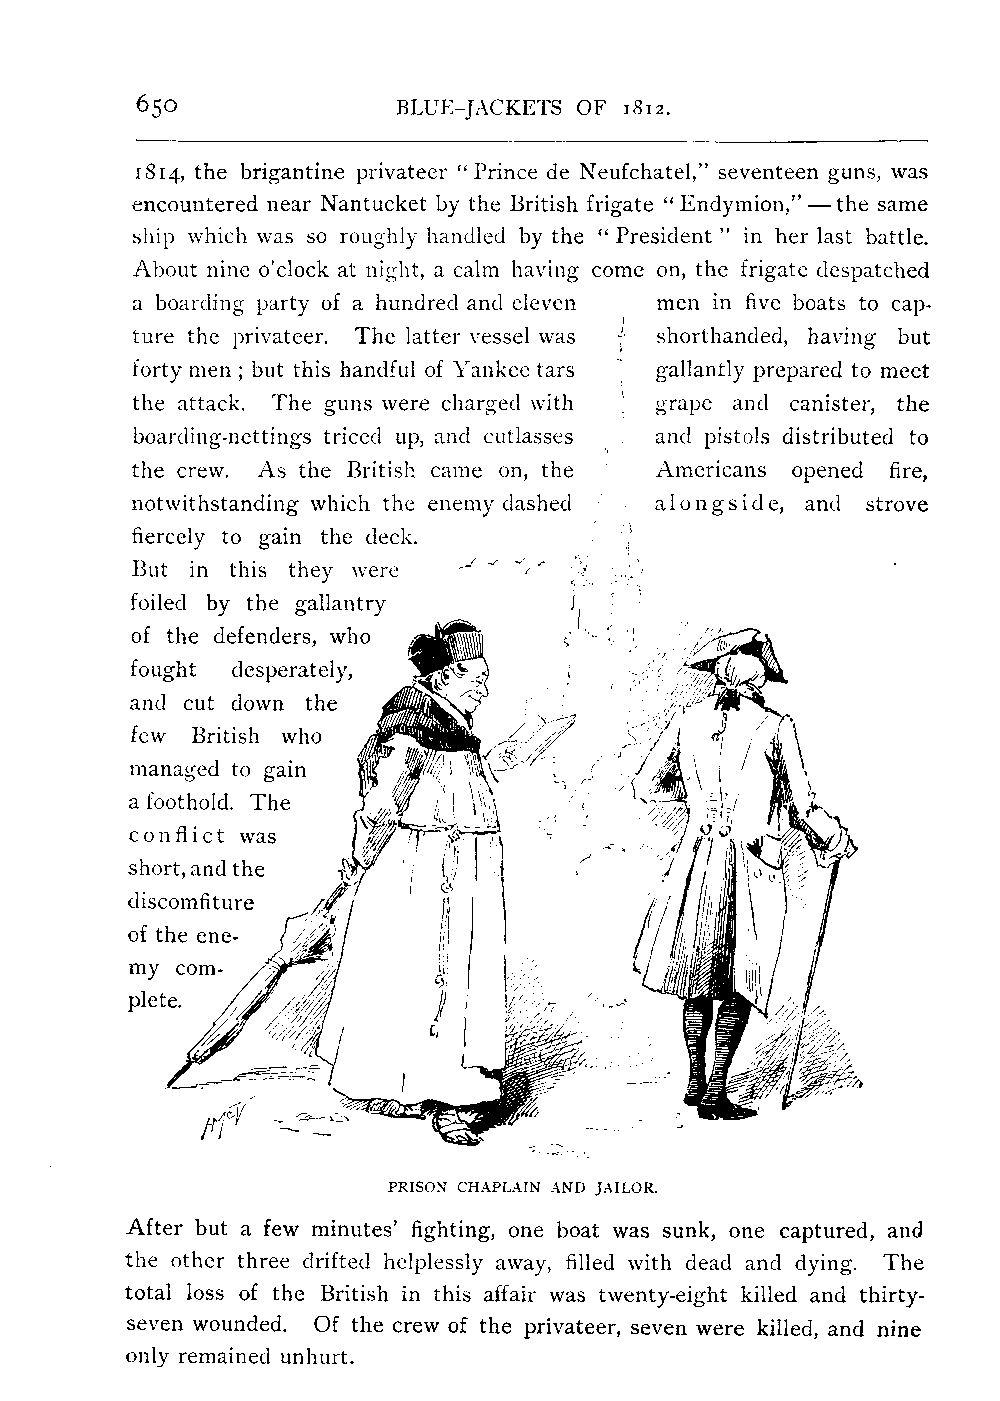 650 BLUE-JACKETS OF 1812.
1814, the brigantine privateer “Prince de Neufchatel,” seventeen guns, was
encountered near Nantucket by the British frigate “Endymion,” — the same
ship which was so roughly handled by the “President” in her last battle.
About nine o’clock at night, a calm having come on, the frigate despatched
a boarding party of a hundred and eleven men in five boats to cap-
ture the privateer. The latter vessel was shorthanded, having but
forty men; but this handful of Yankee tars gallantly prepared to meet
the attack. The guns were charged with grape and canister, the
boarding-nettings triced up, and cutlasses and pistols distributed to
the crew. As the British came on, the Americans opened fire,
notwithstanding which the enemy dashed alongside, and strove
fiercely to gain the deck.
But in this they were
foiled by the gallantry
of the defenders, who
fought desperately,
and cut down the
few British who
managed to gain
a foothold. The
conflict was
short, and the
discomfiture
of the ene-
my com-
plete.
PRISON CHAPLAIN AND JAILOR.
After but a few minutes’ fighting, one boat was sunk, one captured, and
the other three drifted helplessly away, filled with dead and dying. The
total loss of the British in this affair was twenty-eight killed and thirty-
seven wounded. Of the crew of the privateer, seven were killed, and nine
only remained unhurt.